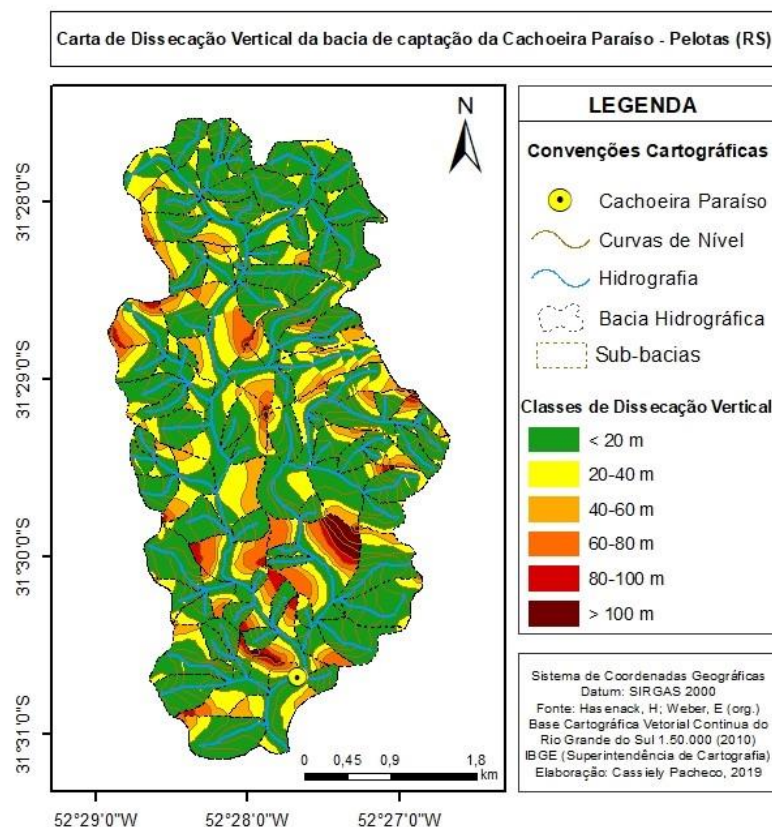 Carta de Dissecação Vertical da bacia de captação da Cachoeira Paraíso - Pelotas (RS)
N
31°28'0"S
31°29'0"S
31°30'0"S
31°31'0"S
52°29'0"W
52°28'0"W
52°27'0"W
0 0,45 0,9 1,8
km
LEGENDA
Convenções Cartográficas
Cachoeira Paraíso
Curvas de Nível
Hidrografia
Bacia Hidrográfica
Sub-bacias
Classes de Dissecação Vertical
< 20 m
20-40 m
40-60 m
60-80 m
80-100 m
> 100 m
Sistema de Coordenadas Geográficas
Datum: SIRGAS 2000
Fonte: Hasenack, H; Weber, E (org.)
Base Cartográfica Vetorial Continua do
Rio Grande do Sul 1:50.000 (2010)
IBGE (Superintendência de Cartografia)
Elaboração: Cassiely Pacheco, 2019